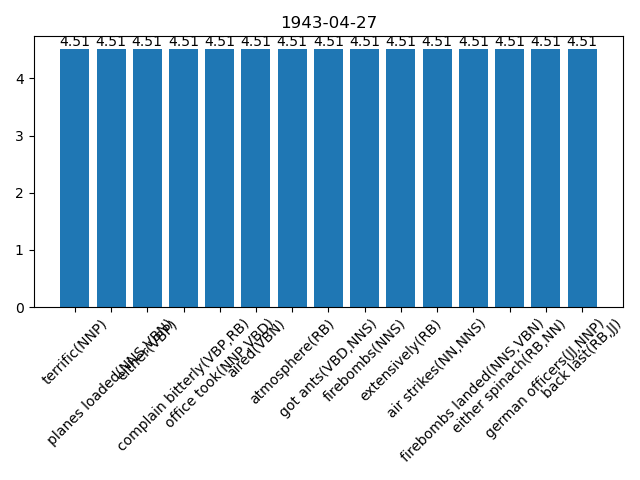 1943-04-27
4.51 4.51 4.51 4.51 4.51 4.51 4.51 4.51 4.51 4.51 4.51 4.51 4.51 4.51 4.51
4
3
2
1
0
terrific(NNP)
planes loaded(NNS,VBN)
either(VBP)
complain bitterly(VBP,RB)
office took(NNP,VBD)
aired(VBN)
atmosphere(RB)
got ants(VBD,NNS)
firebombs(NNS)
extensively(RB)
air strikes(NN,NNS)
firebombs landed(NNS,VBN)
either spinach(RB,NN)
german officers(JJ,NNP)
back last(RB,JJ)